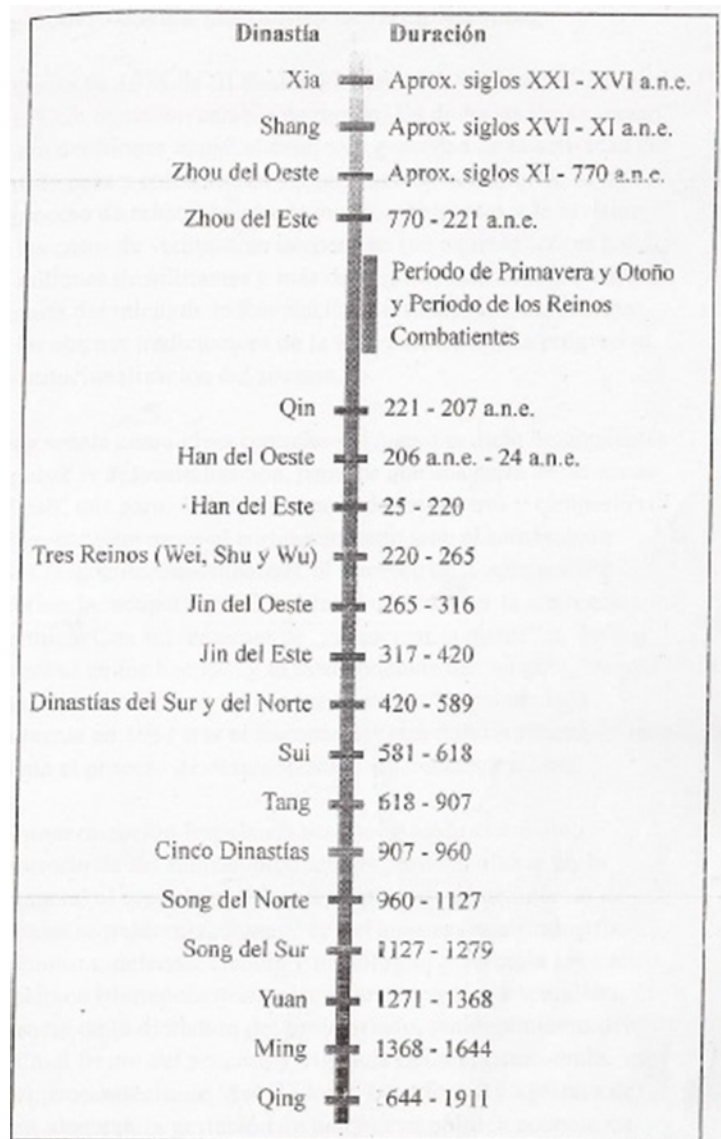 Dinastía Duración
Xia Aprox. siglos XXI - XVI a.n.e.
Shang Aprox. siglos XVI - XI a.n.e.
Zhou del Oeste Aprox. siglos XI - 770 a.n.e.
Zhou del Este 770 - 221 a.n.e.
Período de Primavera y Otoño
y Período de los Reinos
Combatientes
Qin 221 - 207 a.n.e.
Han del Oeste 206 a.n.e. - 24 a.n.e.
Han del Este 25 - 220
Tres Reinos (Wei, Shu y Wu) 220 - 265
Jin del Oeste 265 - 316
Jin del Este 317 - 420
Dinastías del Sur y del Norte 420 - 589
Sui 581 - 618
Tang 618 - 907
Cinco Dinastías 907 - 960
Song del Norte 960 - 1127
Song del Sur 1127 - 1279
Yuan 1271 - 1368
Ming 1368 - 1644
Qing 1644 - 1911